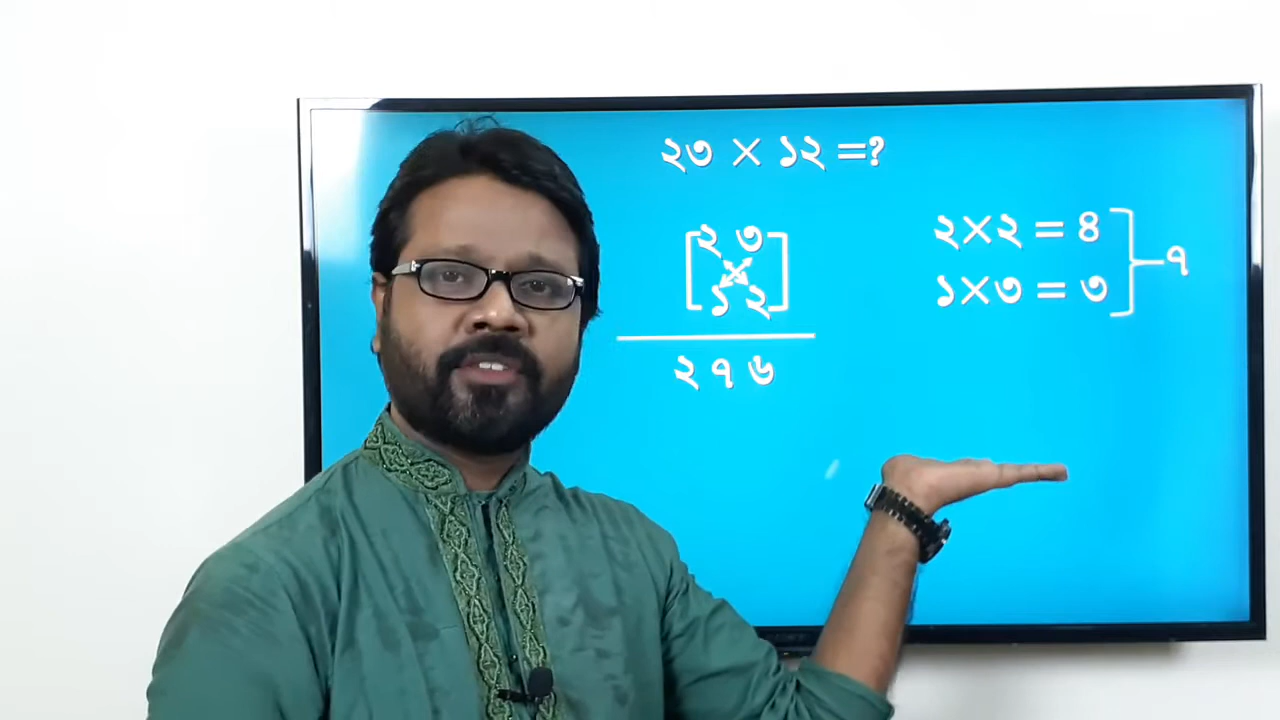 ২৩ × ১২ =?
২ ৩
১ ২
২ ৭ ৬
২×২ = ৪
১×৩ = ৩
৭